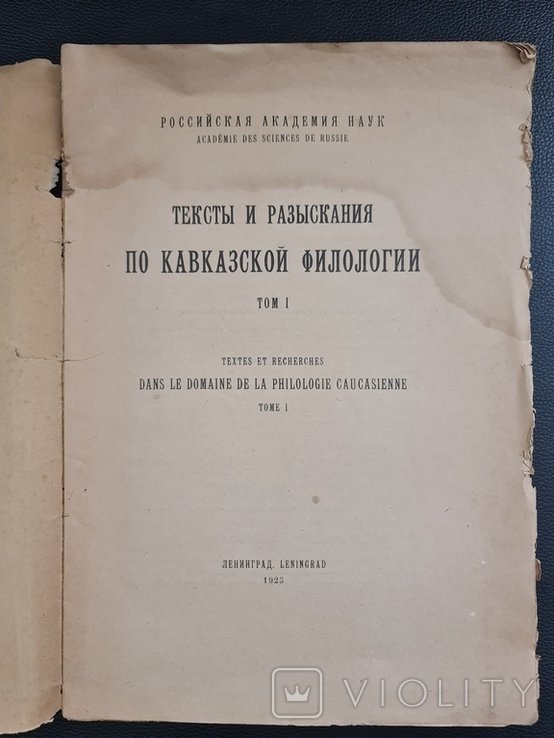 РОССИЙСКАЯ АКАДЕМИЯ НАУК
ACADÉMIE DES SCIENCES DE RUSSIE
ТЕКСТЫ И РАЗЫСКАНИЯ
ПО КАВКАЗСКОЙ ФИЛОЛОГИИ
ТОМ I
TEXTES ET RECHERCHES
DANS LE DOMAINE DE LA PHILOLOGIE CAUCASIENNE
TOME I
ЛЕНИНГРАД. LENINGRAD
1925
VIOLITY